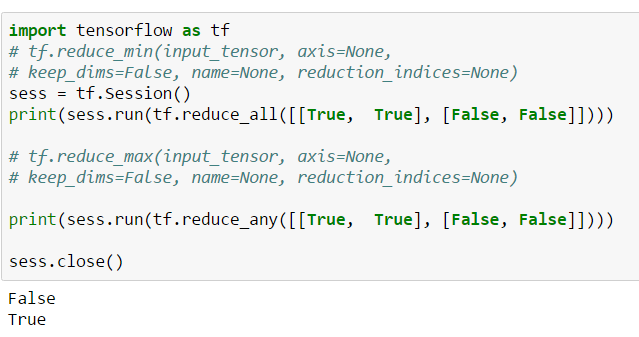 import tensorflow as tf
# tf.reduce_min(input_tensor, axis=None,
# keep_dims=False, name=None, reduction_indices=None)
sess = tf.Session()
print(sess.run(tf.reduce_all([[True,  True], [False, False]])))
# tf.reduce_max(input_tensor, axis=None,
# keep_dims=False, name=None, reduction_indices=None)
print(sess.run(tf.reduce_any([[True,  True], [False, False]])))
sess.close()
False
True